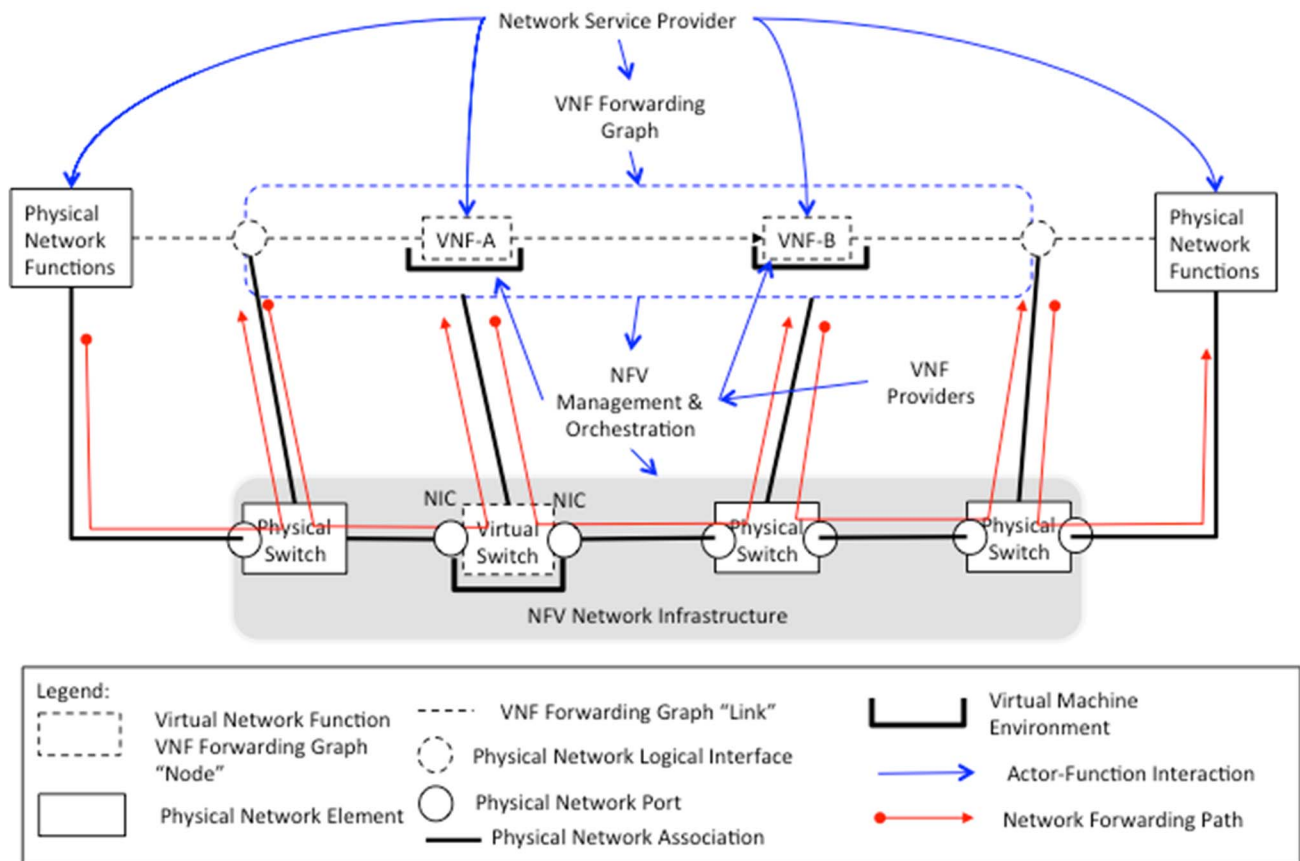 Network Service Provider
VNF Forwarding
Graph
Physical
Network
Functions
VNF-A
VNF-B
Physical
Network
Functions
NFV
Management &
Orchestration
VNF
Providers
NIC
NIC
Physical
Switch
Virtual
Switch
Physical
Switch
Physical
Switch
NFV Network Infrastructure
Legend:
Virtual Network Function
VNF Forwarding Graph
“Node”
Physical Network Element
VNF Forwarding Graph “Link”
Physical Network Logical Interface
Physical Network Port
Physical Network Association
Virtual Machine
Environment
Actor-Function Interaction
Network Forwarding Path